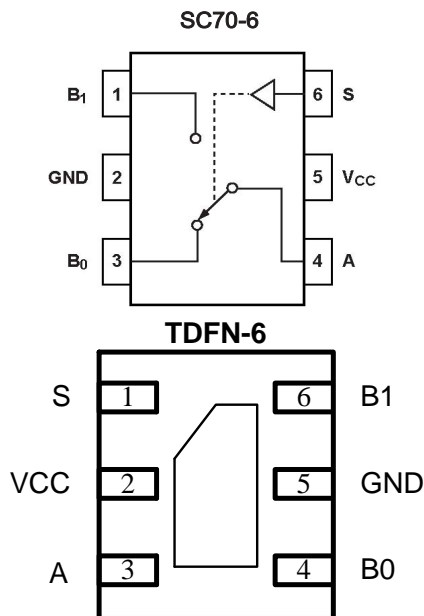 SC70-6
B1 1 6 S
GND 2 5 VCC
B0 3 4 A
TDFN-6
S 1 6 B1
VCC 2 5 GND
A 3 4 B0